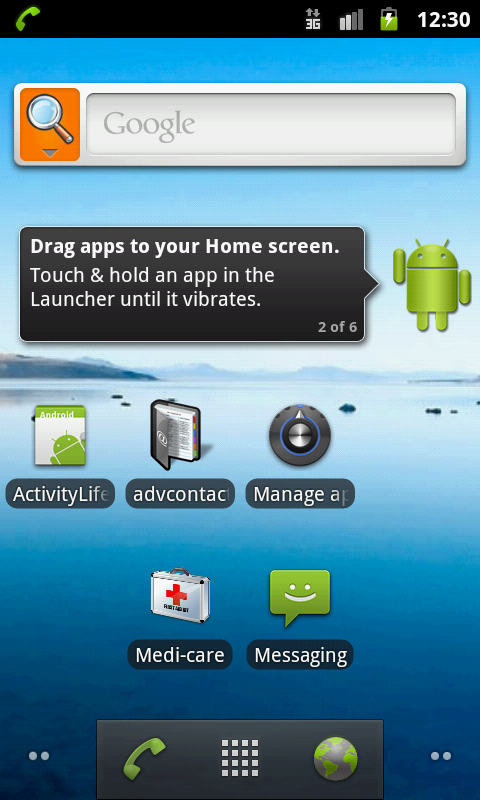 3G
12:30
Google
Drag apps to your Home screen.
Touch & hold an app in the
Launcher until it vibrates.
2 of 6
Android
ActivityLife
advcontac
Manage ap
FIRST AID KIT
Medi-care
Messaging